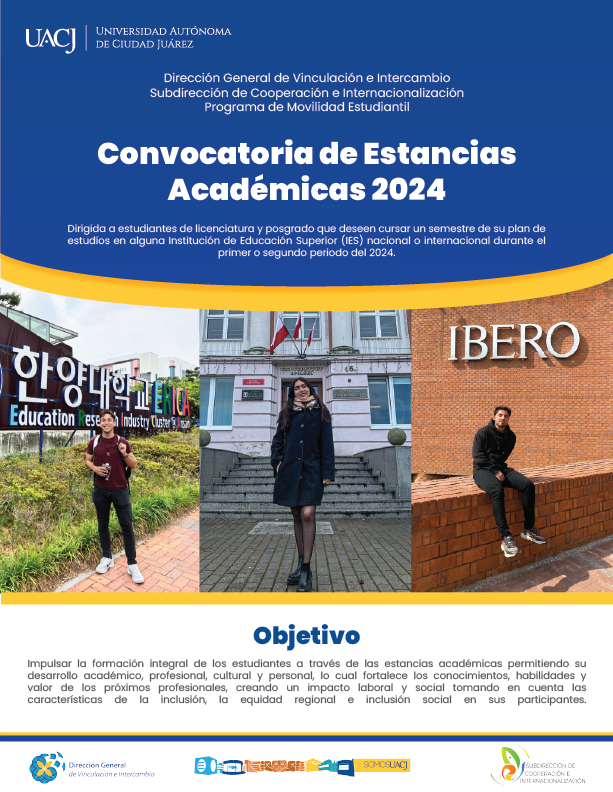 UACJ
UNIVERSIDAD AUTÓNOMA
DE CIUDAD JUÁREZ
Dirección General de Vinculación e Intercambio
Subdirección de Cooperación e Internacionalización
Programa de Movilidad Estudiantil
Convocatoria de Estancias
Académicas 2024
Dirigida a estudiantes de licenciatura y posgrado que deseen cursar un semestre de su plan de
estudios en alguna Institución de Educación Superior (IES) nacional o internacional durante el
primer o segundo periodo del 2024.
한양대학교 ERICA
Education Research Industry Cluster
IBERO
Objetivo
Impulsar la formación integral de los estudiantes a través de las estancias académicas permitiendo su
desarrollo académico, profesional, cultural y personal, lo cual fortalece los conocimientos, habilidades y
valor de los próximos profesionales, creando un impacto laboral y social tomando en cuenta las
características de la inclusión, la equidad regional e inclusión social en sus participantes.
Dirección General
de Vinculación e Intercambio
SOMOSUACJ
SUBDIRECCIÓN DE
COOPERACIÓN E
INTERNACIONALIZACIÓN